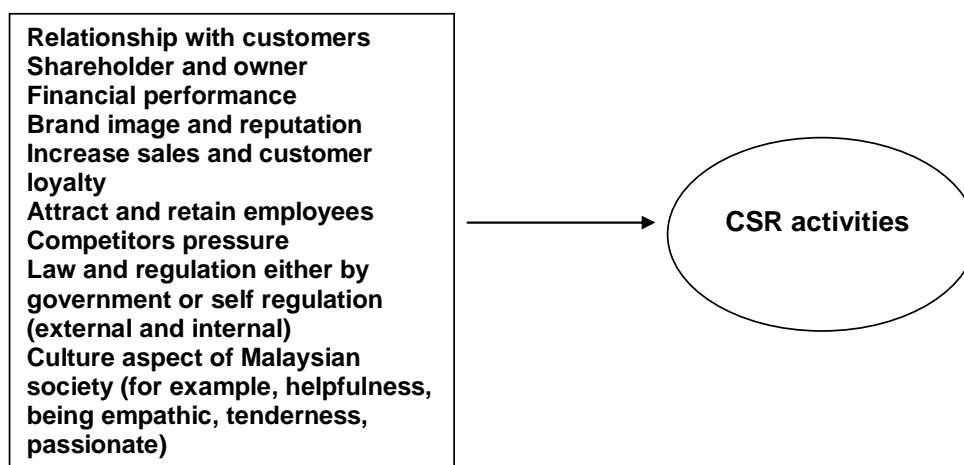 Relationship with customers
Shareholder and owner
Financial performance
Brand image and reputation
Increase sales and customer
loyalty
Attract and retain employees
Competitors pressure
Law and regulation either by
government or self regulation
(external and internal)
Culture aspect of Malaysian
society (for example, helpfulness,
being empathic, tenderness,
passionate)
CSR activities